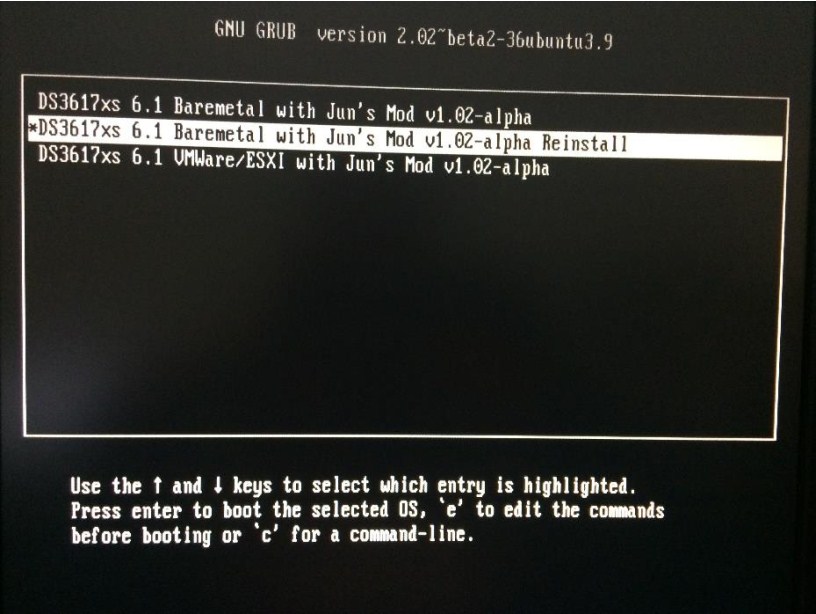 GNU GRUB  version 2.02~beta2-36ubuntu3.9
DS3617xs 6.1 Baremetal with Jun's Mod v1.02-alpha
*DS3617xs 6.1 Baremetal with Jun's Mod v1.02-alpha Reinstall
DS3617xs 6.1 VMWare/ESXI with Jun's Mod v1.02-alpha
Use the ↑ and ↓ keys to select which entry is highlighted.
Press enter to boot the selected OS, `e' to edit the commands
before booting or `c' for a command-line.